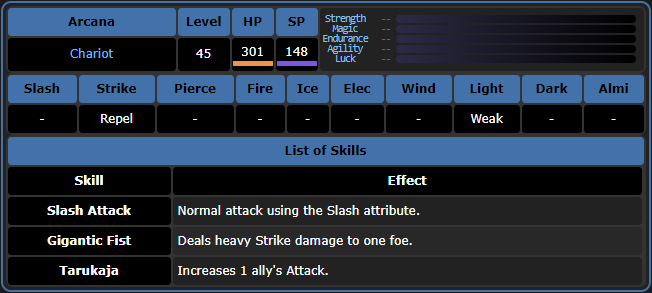 Arcana Level HP SP
Chariot 45 301 148
Strength --
Magic --
Endurance --
Agility --
Luck --
Slash Strike Pierce Fire Ice Elec Wind Light Dark Almi
- Repel - - - - - Weak - -
List of Skills
Skill Effect
Slash Attack Normal attack using the Slash attribute.
Gigantic Fist Deals heavy Strike damage to one foe.
Tarukaja Increases 1 ally's Attack.